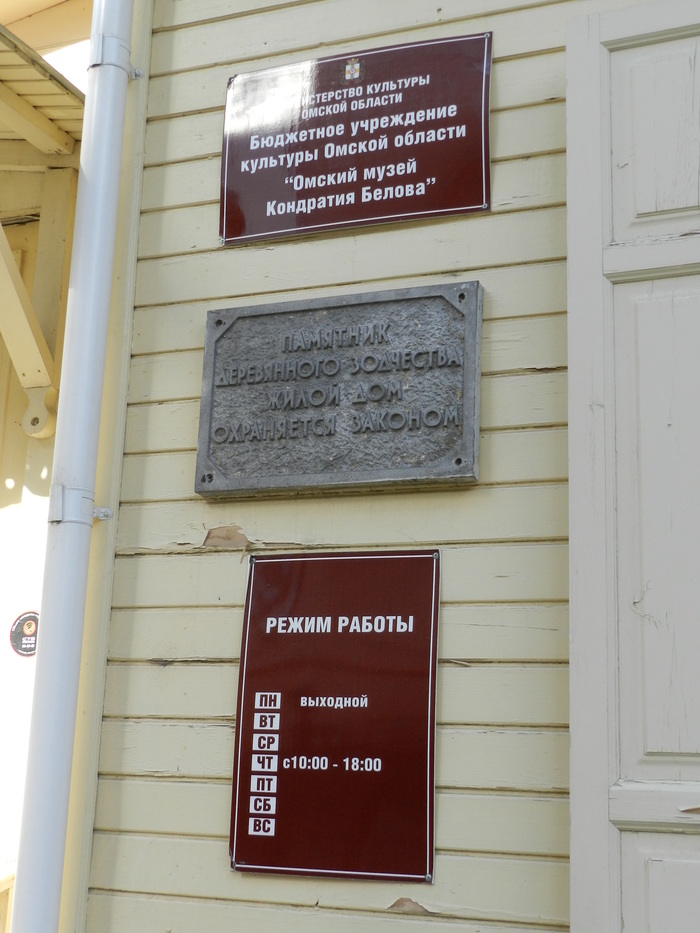 МИНИСТЕРСТВО КУЛЬТУРЫ
ОМСКОЙ ОБЛАСТИ
Бюджетное учреждение
культуры Омской области
“Омский музей
Кондратия Белова”
ПАМЯТНИК
ДЕРЕВЯННОГО ЗОДЧЕСТВА
ЖИЛОЙ ДОМ
ОХРАНЯЕТСЯ ЗАКОНОМ
РЕЖИМ РАБОТЫ
ПН выходной
ВТ
СР
ЧТ с10:00 - 18:00
ПТ
СБ
ВС